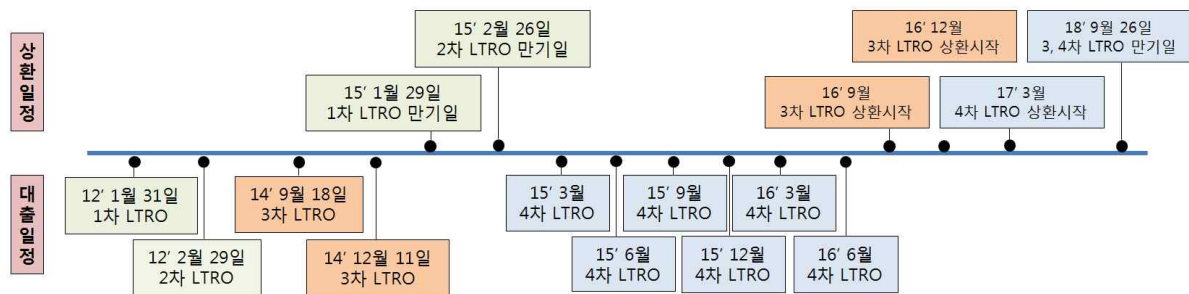 상환일정
15' 1월 29일
1차 LTRO 만기일
15' 2월 26일
2차 LTRO 만기일
16' 9월
3차 LTRO 상환시작
16' 12월
3차 LTRO 상환시작
17' 3월
4차 LTRO 상환시작
18' 9월 26일
3, 4차 LTRO 만기일
대출일정
12' 1월 31일
1차 LTRO
12' 2월 29일
2차 LTRO
14' 9월 18일
3차 LTRO
14' 12월 11일
3차 LTRO
15' 3월
4차 LTRO
15' 6월
4차 LTRO
15' 9월
4차 LTRO
15' 12월
4차 LTRO
16' 3월
4차 LTRO
16' 6월
4차 LTRO